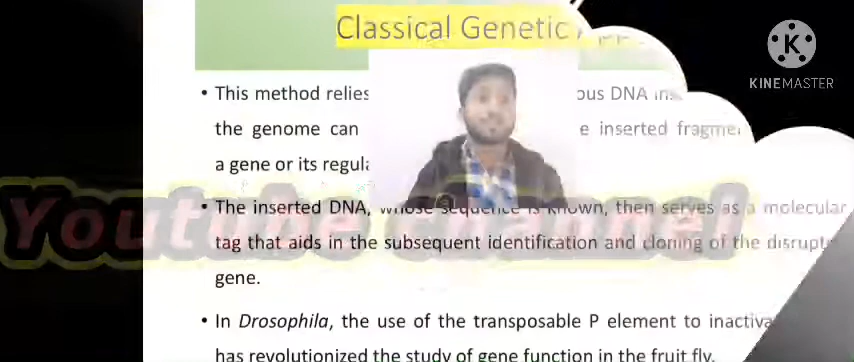 Classical Genetic
K
KINEMASTER
• This method relies ous DNA
the genome can e inserted
a gene or its
Youtube channel
• The inserted DNA, whose sequence is known, then serves as a molecular
tag that aids in the subsequent identification and cloning of the
gene.
• In Drosophila, the use of the transposable P element to
has revolutionized the study of gene function in the fruit fly.